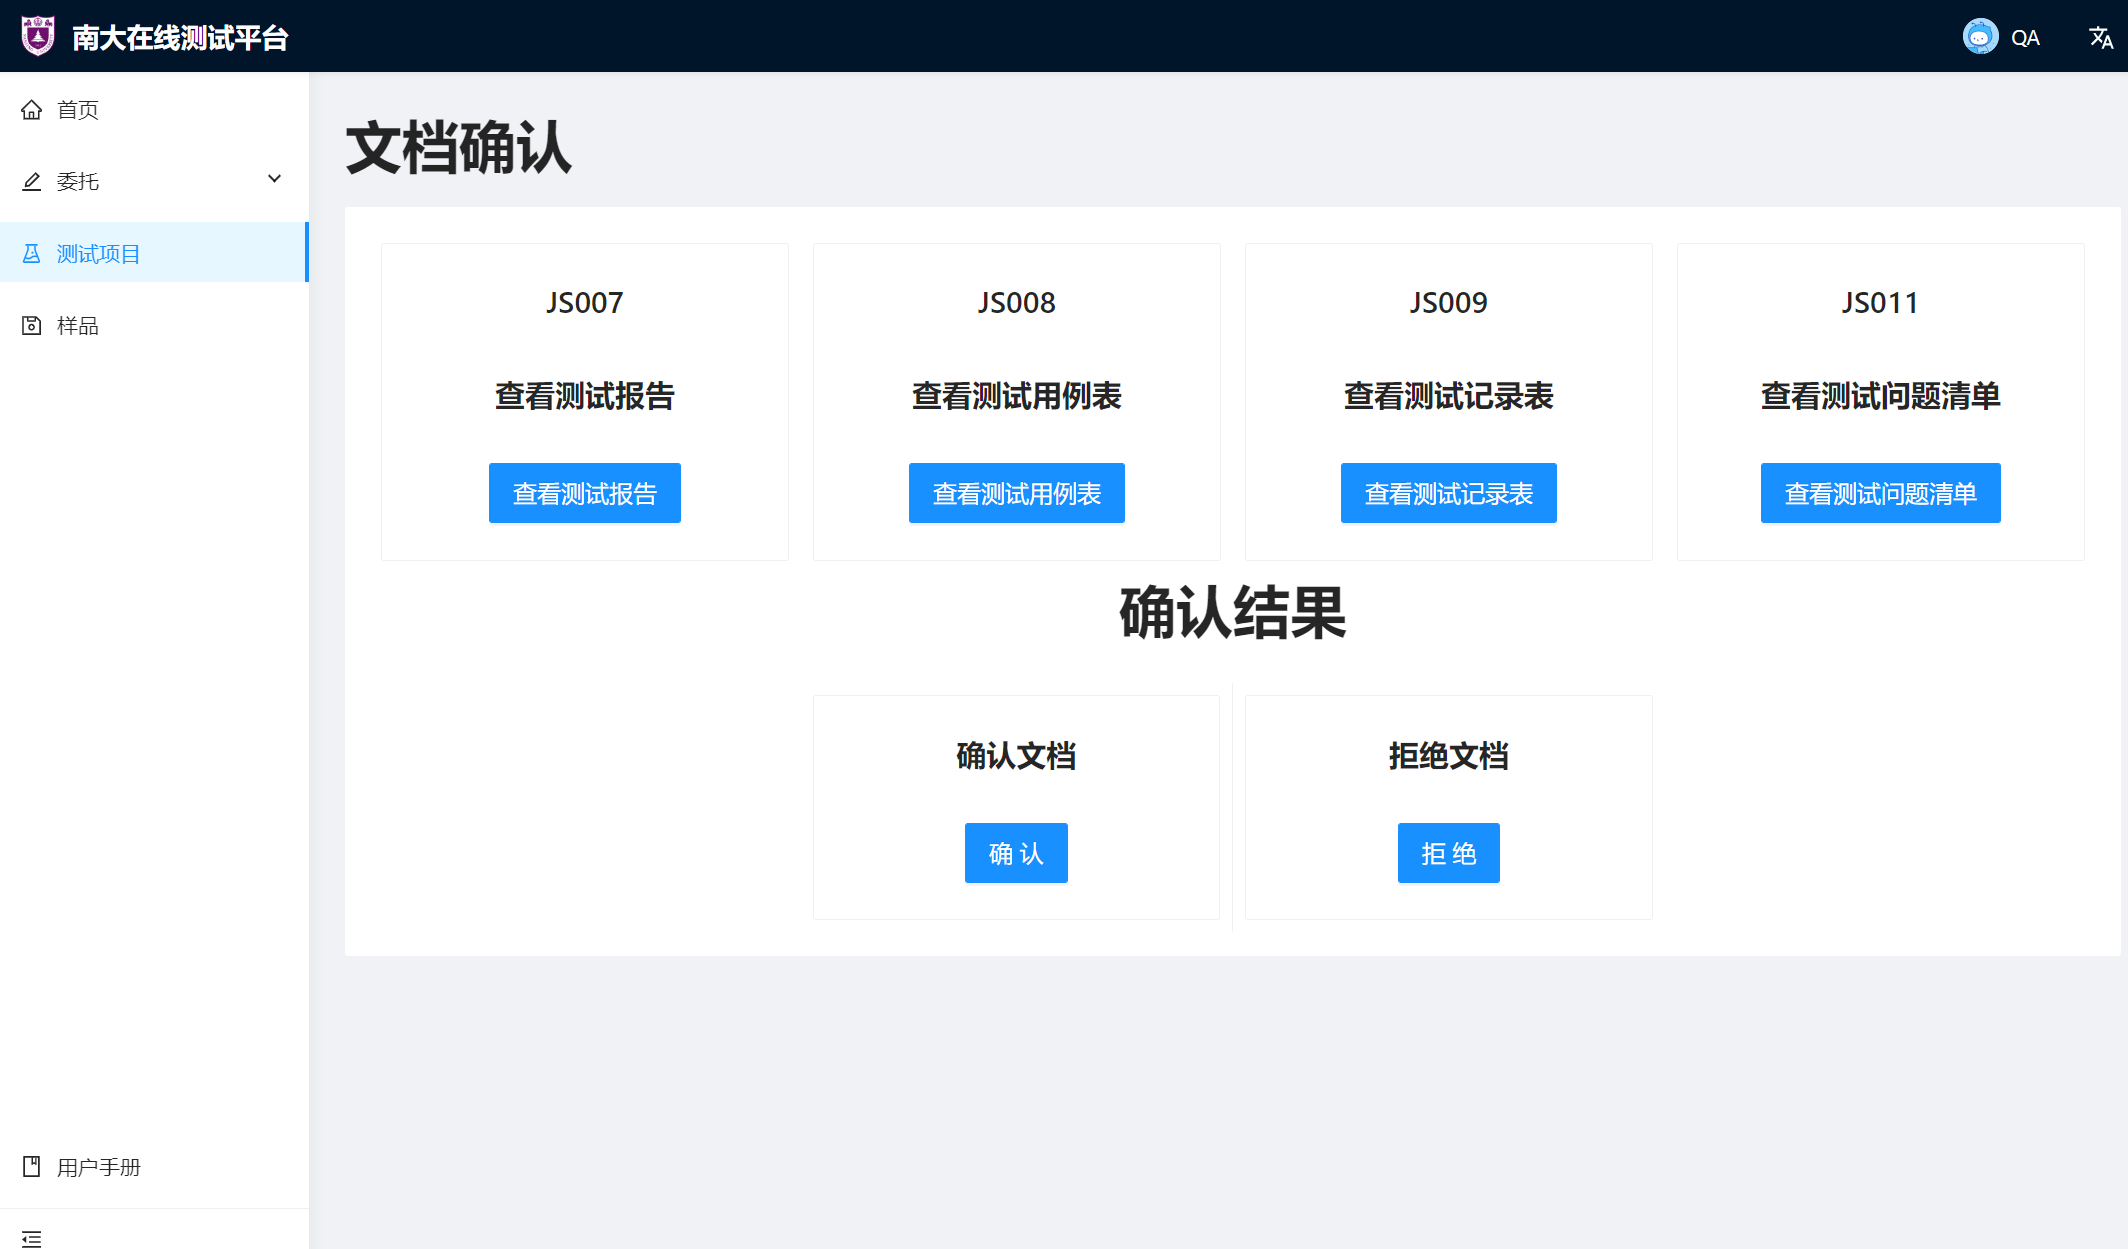 南大在线测试平台
QA
首页
委托
测试项目
样品
用户手册
文档确认
JS007
查看测试报告
查看测试报告
JS008
查看测试用例表
查看测试用例表
JS009
查看测试记录表
查看测试记录表
JS011
查看测试问题清单
查看测试问题清单
确认结果
确认文档
确 认
拒绝文档
拒 绝